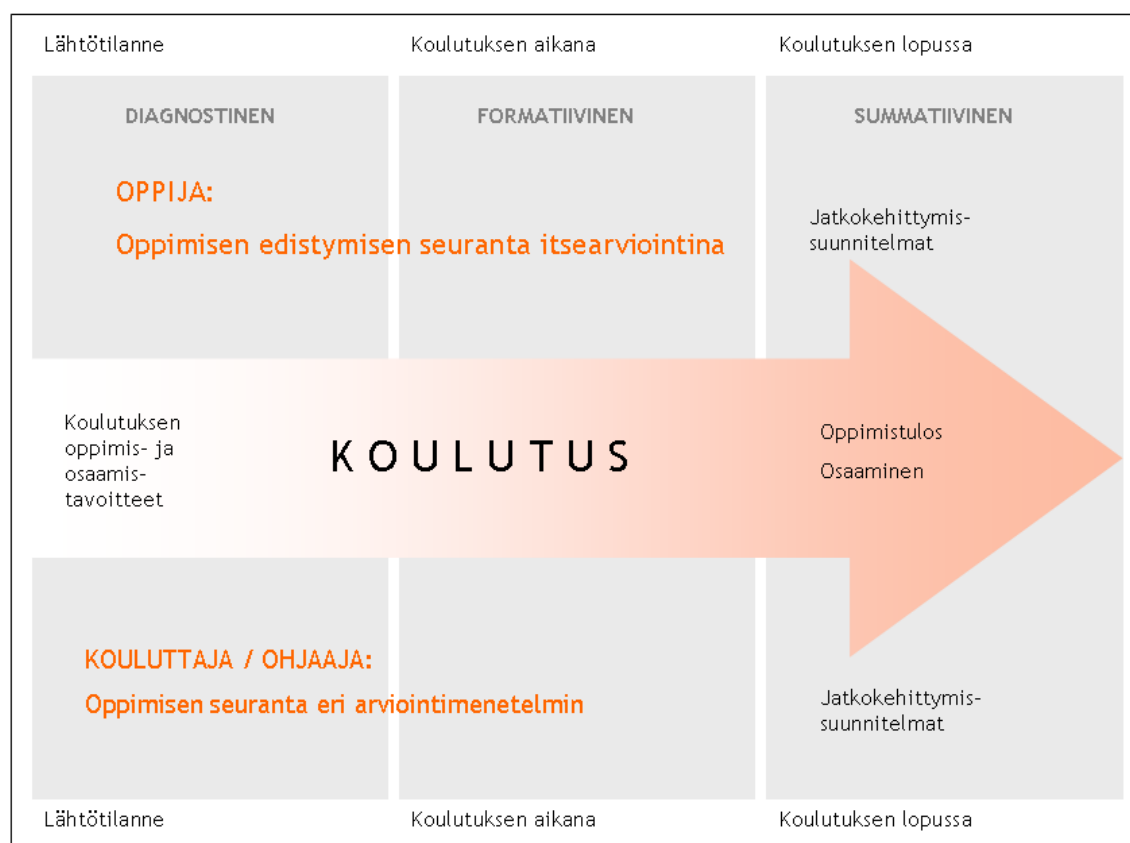 Lähtötilanne
Koulutuksen aikana
Koulutuksen lopussa
DIAGNOSTINEN
FORMATIIVINEN
SUMMATIIVINEN
OPPIJA:
Oppimisen edistymisen seuranta itsearviointina
Jatkokehittymis-
suunnitelmat
Koulutuksen
oppimis- ja
osaamis-
tavoitteet
KOULUTUS
Oppimistulos
Osaaminen
KOULUTTAJA / OHJAAJA:
Oppimisen seuranta eri arviointimenetelmin
Jatkokehittymis-
suunnitelmat
Lähtötilanne
Koulutuksen aikana
Koulutuksen lopussa